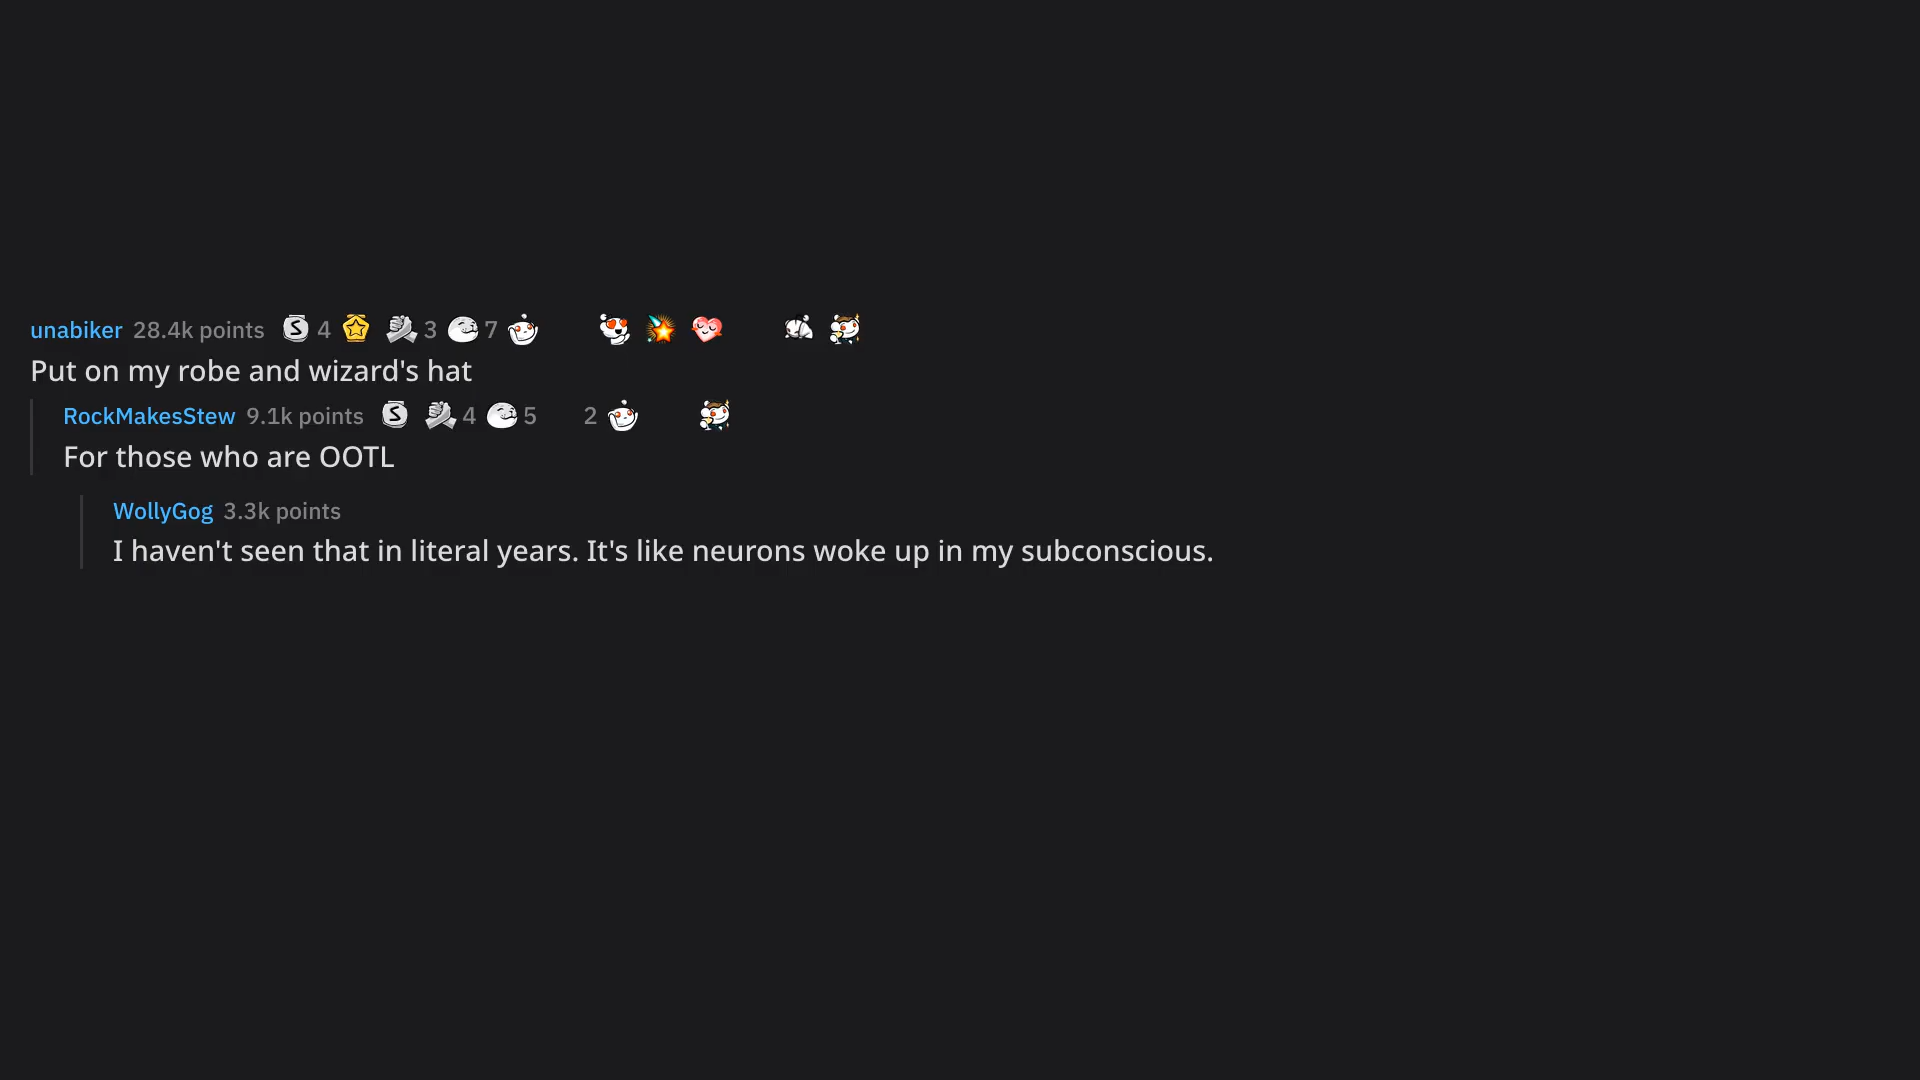 unabiker 28.4k points S 4 3 7
Put on my robe and wizard's hat
RockMakesStew 9.1k points S 4 5 2
For those who are OOTL
WollyGog 3.3k points
I haven't seen that in literal years. It's like neurons woke up in my subconscious.